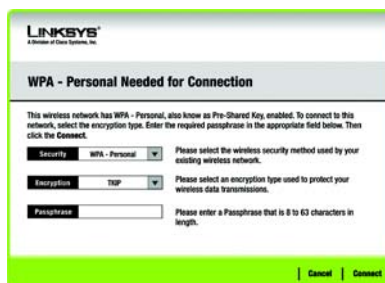 LINKSYS®
A Division of Cisco Systems, Inc.
WPA - Personal Needed for Connection
This wireless network has WPA - Personal, also know as Pre-Shared Key, enabled. To connect to this
network, select the encryption type. Enter the required passphrase in the appropriate field below. Then
click the Connect.
Security WPA - Personal Please select the wireless security method used by your
existing wireless network.
Encryption TKIP Please select an encryption type used to protect your
wireless data transmissions.
Passphrase Please enter a Passphrase that is 8 to 63 characters in
length.
Cancel Connect